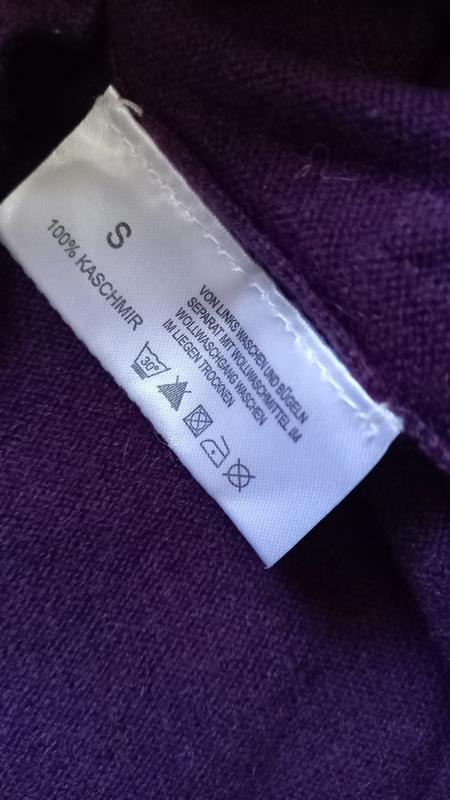 S
100% KASCHMIR
30°
VON LINKS WASCHEN UND BÜGELN
SEPARAT MIT WOLLWASCHMITTEL IM
WOLLWASCHGANG WASCHEN
IM LIEGEN TROCKNEN